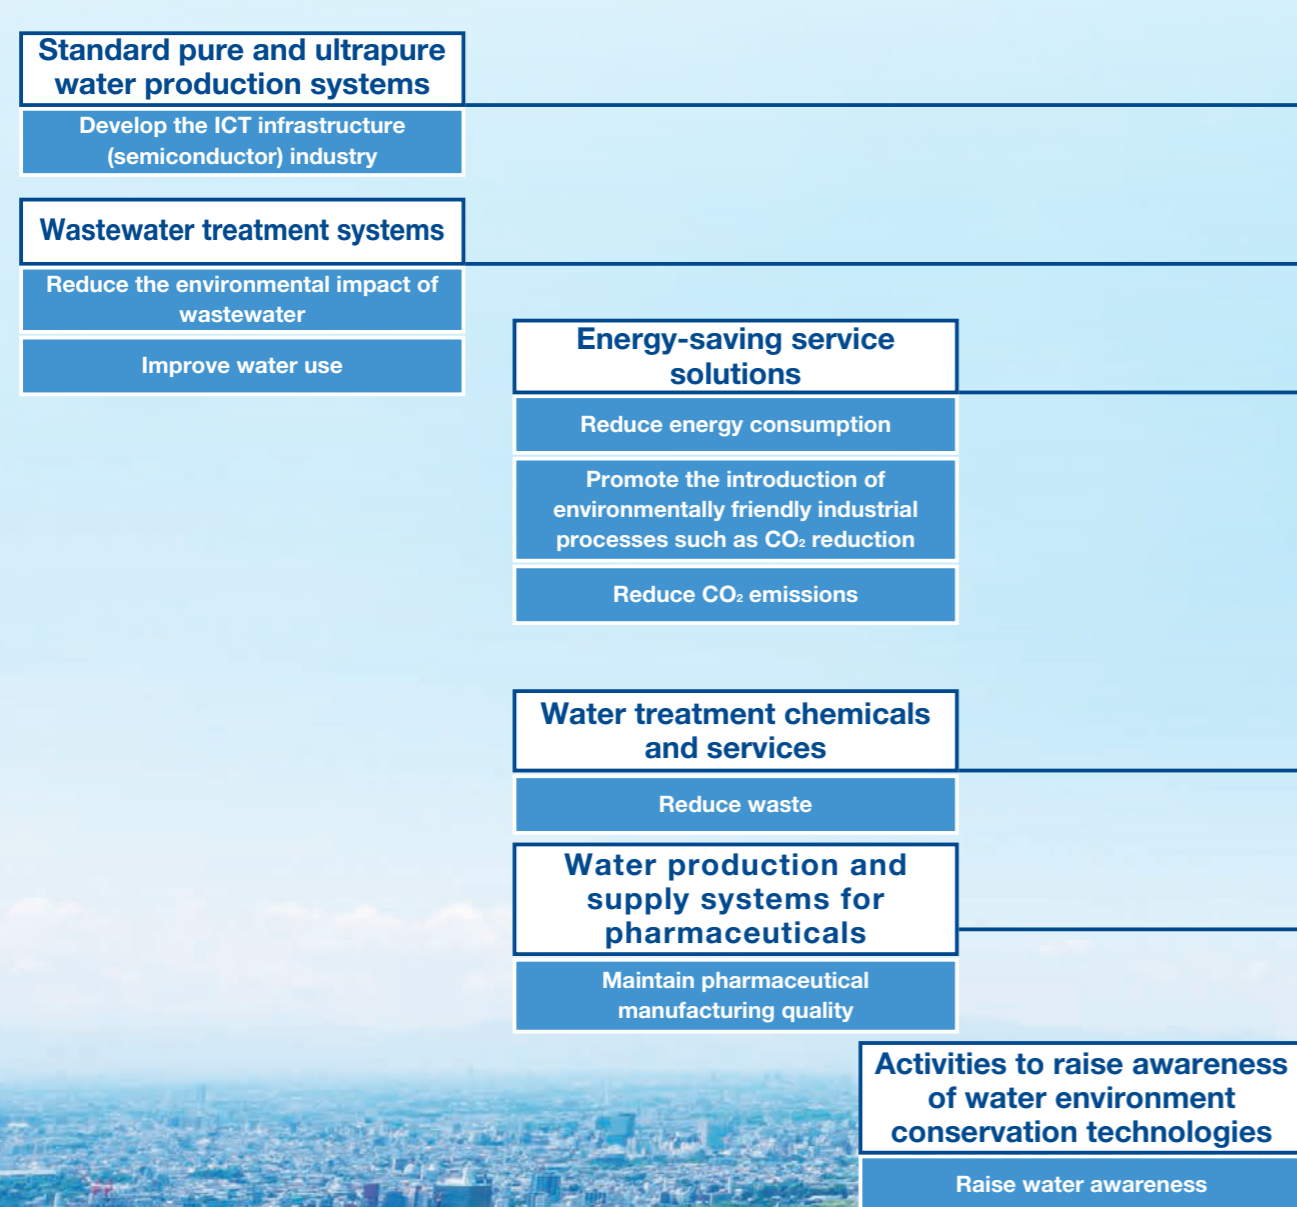 Standard pure and ultrapure
water production systems
Develop the ICT infrastructure
(semiconductor) industry
Wastewater treatment systems
Reduce the environmental impact of
wastewater
Improve water use
Energy-saving service
solutions
Reduce energy consumption
Promote the introduction of
environmentally friendly industrial
processes such as CO₂ reduction
Reduce CO₂ emissions
Water treatment chemicals
and services
Reduce waste
Water production and
supply systems for
pharmaceuticals
Maintain pharmaceutical
manufacturing quality
Activities to raise awareness
of water environment
conservation technologies
Raise water awareness